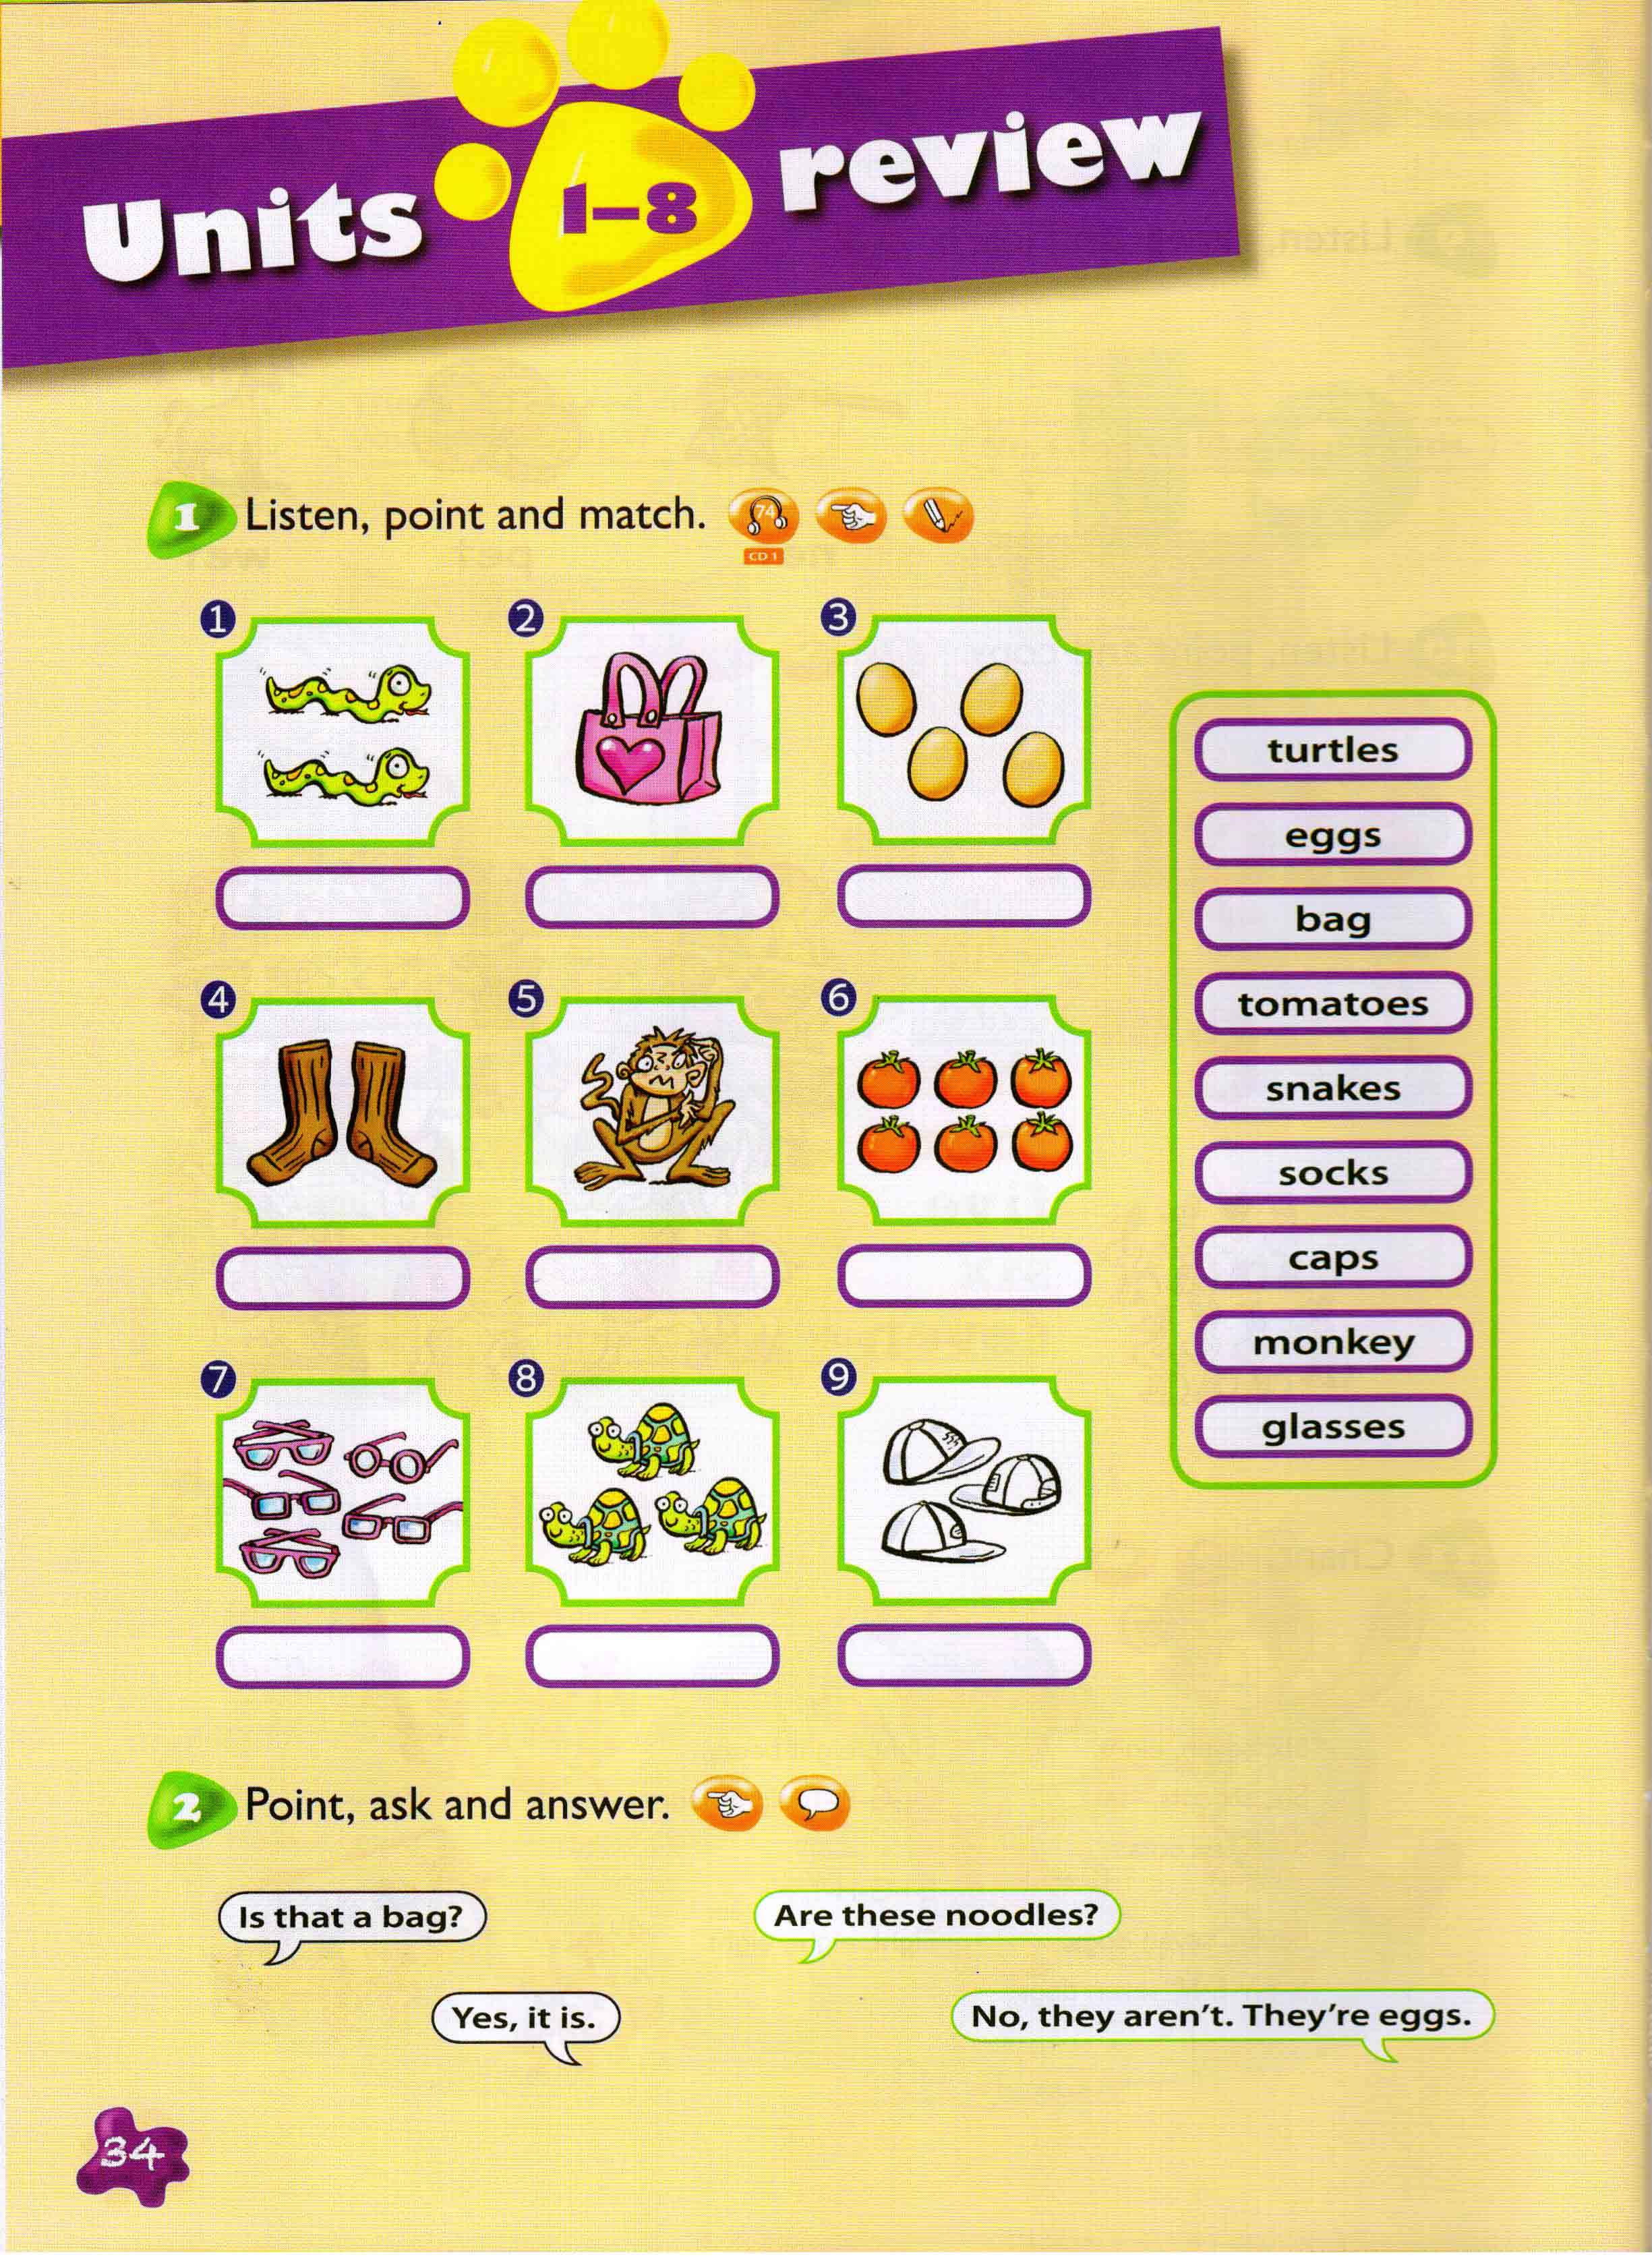 Units 1–8 review
1 Listen, point and match. 74
CD 1
1 2 3
4 5 6
7 8 9
turtles
eggs
bag
tomatoes
snakes
socks
caps
monkey
glasses
2 Point, ask and answer.
Is that a bag?
Yes, it is.
Are these noodles?
No, they aren't. They're eggs.
34